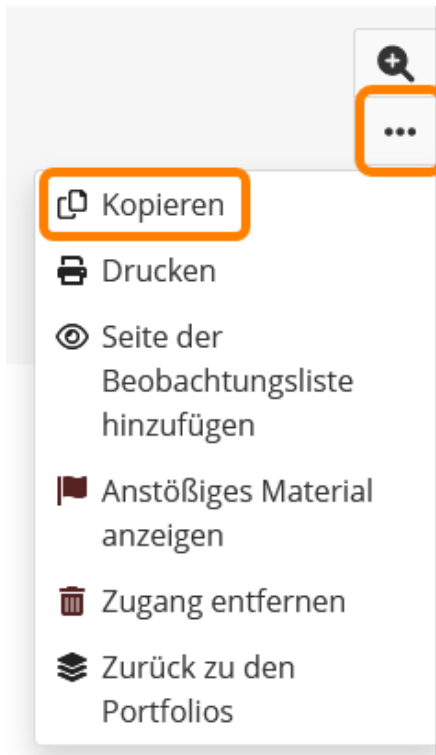 Kopieren
Drucken
Seite der
Beobachtungsliste
hinzufügen
Anstößiges Material
anzeigen
Zugang entfernen
Zurück zu den
Portfolios